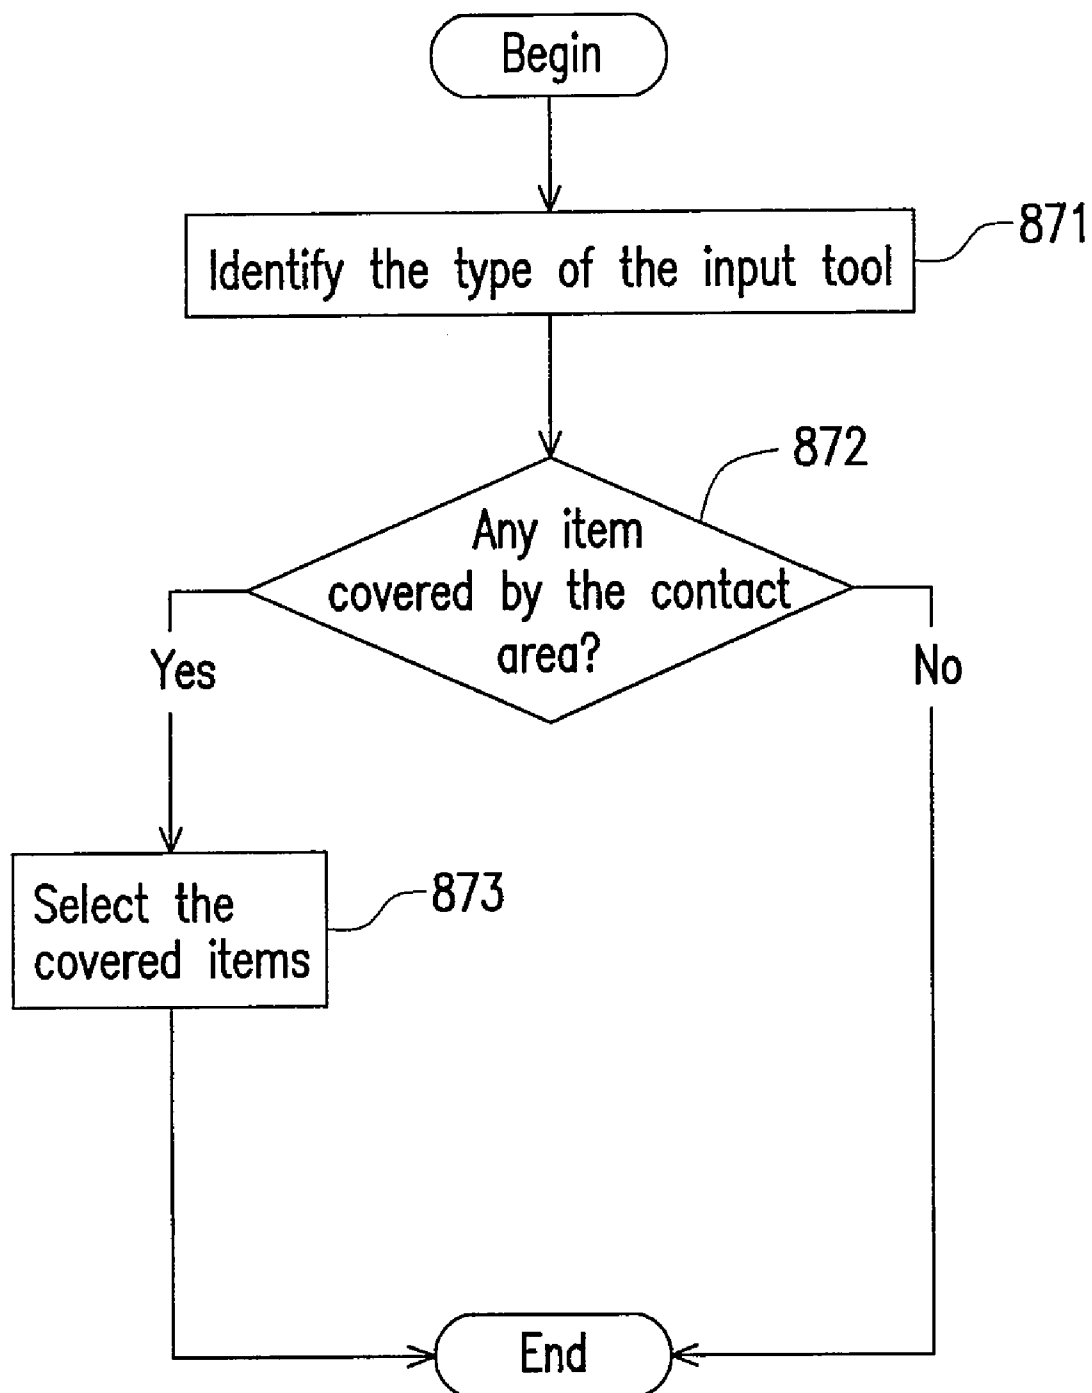 Begin
Identify the type of the input tool
871
872
Any item
covered by the contact
area?
Yes
No
Select the
covered items
873
End